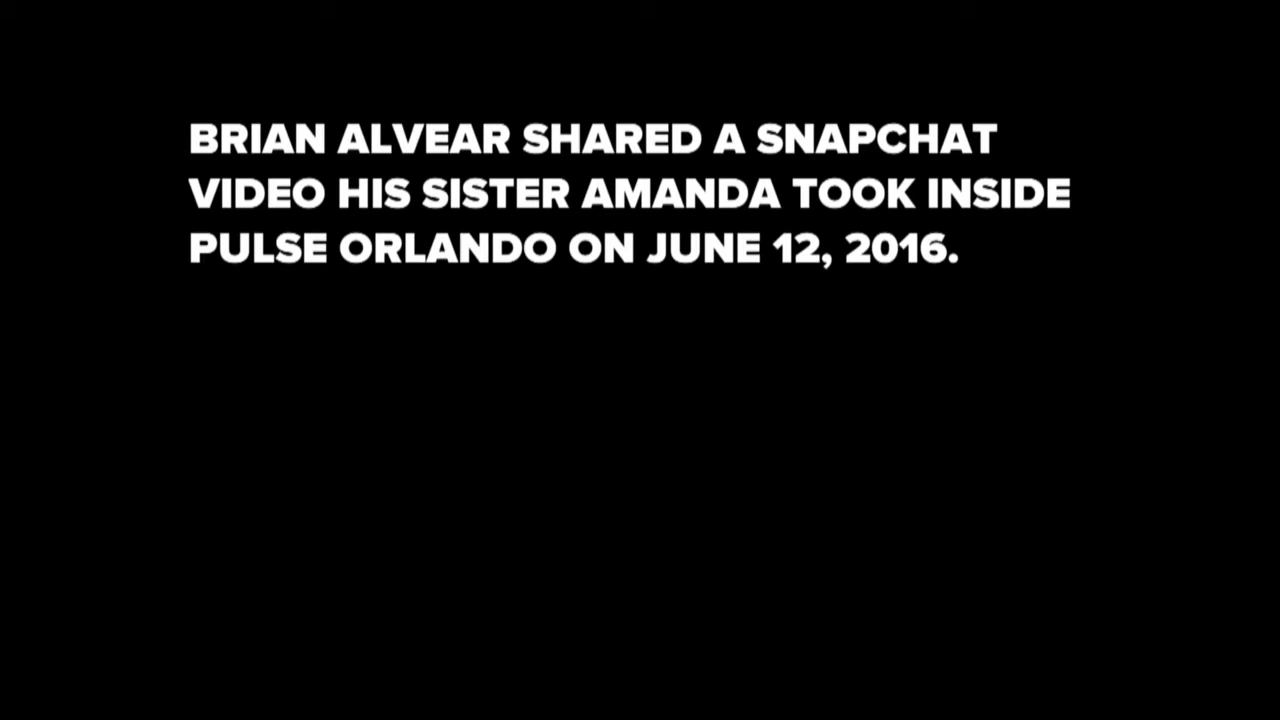 BRIAN ALVEAR SHARED A SNAPCHAT
VIDEO HIS SISTER AMANDA TOOK INSIDE
PULSE ORLANDO ON JUNE 12, 2016.